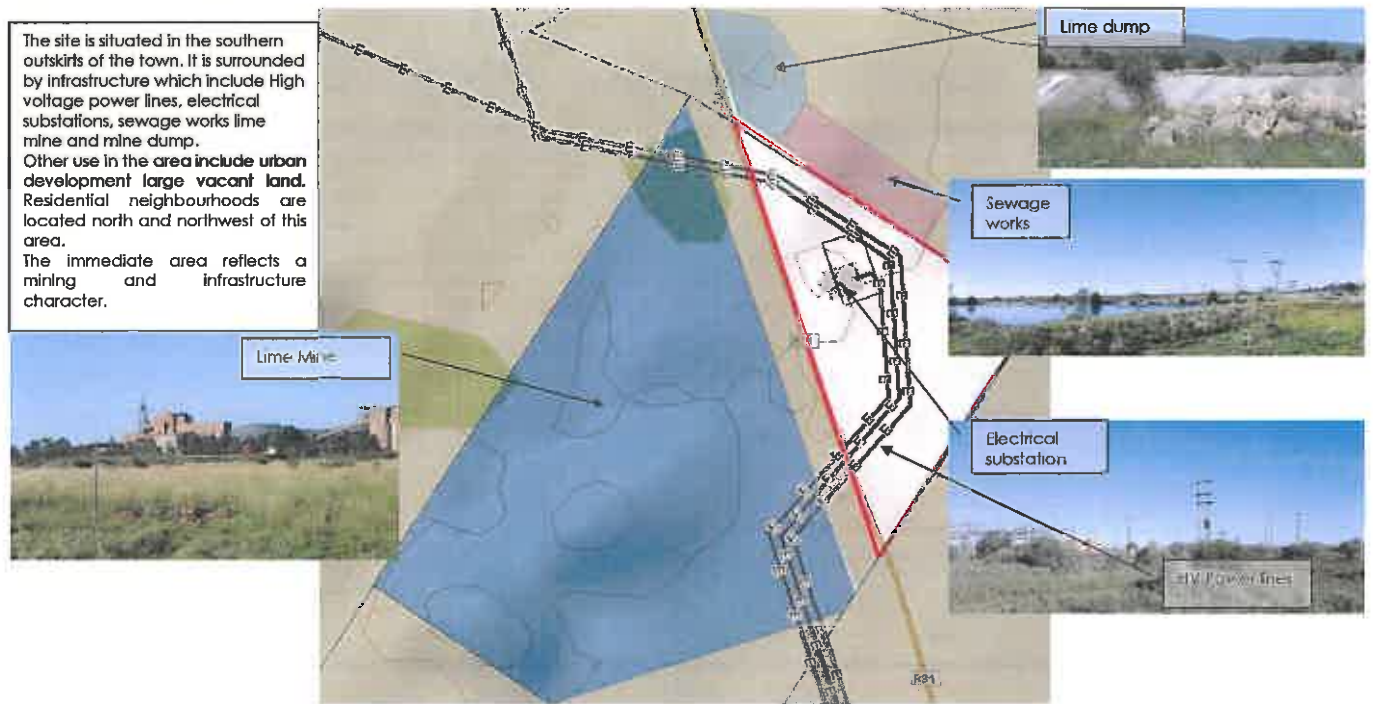 The site is situated in the southern
outskirts of the town. It is surrounded
by infrastructure which include High
voltage power lines, electrical
substations, sewage works lime
mine and mine dump.
Other use in the area include urban
development large vacant land.
Residential neighbourhoods are
located north and northwest of this
area.
The immediate area reflects a
mining and infrastructure
character.
Lime dump
Sewage
works
Lime Mine
Electrical
substation
HV Power lines
R31